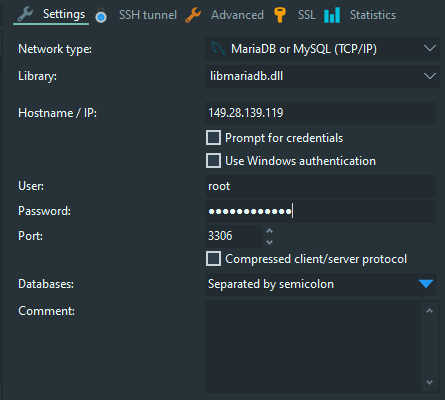 Settings SSH tunnel Advanced SSL Statistics
Network type: MariaDB or MySQL (TCP/IP)
Library: libmariadb.dll
Hostname / IP: 149.28.139.119
Prompt for credentials
Use Windows authentication
User: root
Password: ●●●●●●●●●●●●
Port: 3306
Compressed client/server protocol
Databases: Separated by semicolon
Comment: